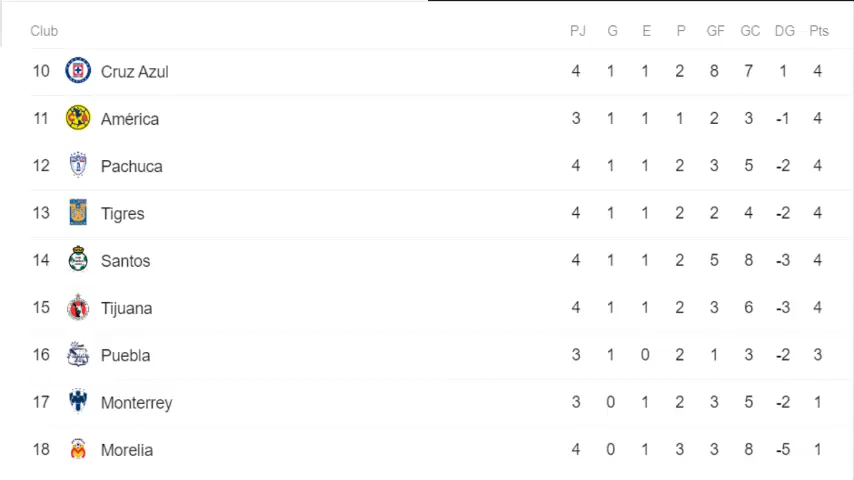 Club PJ G E P GF GC DG Pts
10 Cruz Azul 4 1 1 2 8 7 1 4
11 América 3 1 1 1 2 3 -1 4
12 Pachuca 4 1 1 2 3 5 -2 4
13 Tigres 4 1 1 2 2 4 -2 4
14 Santos 4 1 1 2 5 8 -3 4
15 Tijuana 4 1 1 2 3 6 -3 4
16 Puebla 3 1 0 2 1 3 -2 3
17 Monterrey 3 0 1 2 3 5 -2 1
18 Morelia 4 0 1 3 3 8 -5 1